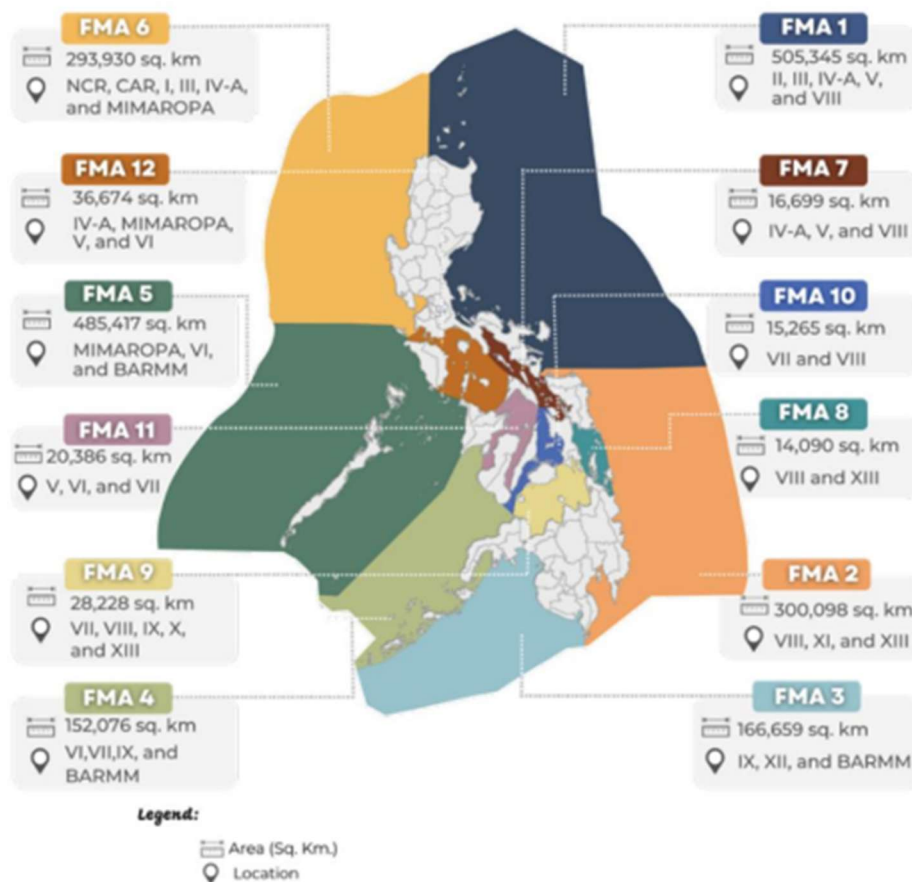 FMA 6
293,930 sq. km
NCR, CAR, I, III, IV-A,
and MIMAROPA
FMA 1
505,345 sq. km
II, III, IV-A, V,
and VIII
FMA 12
36,674 sq. km
IV-A, MIMAROPA,
V, and VI
FMA 7
16,699 sq. km
IV-A, V, and VIII
FMA 5
485,417 sq. km
MIMAROPA, VI,
and BARMM
FMA 10
15,265 sq. km
VII and VIII
FMA 11
20,386 sq. km
V, VI, and VII
FMA 8
14,090 sq. km
VIII and XIII
FMA 9
28,228 sq. km
VII, VIII, IX, X,
and XIII
FMA 2
300,098 sq. km
VIII, XI, and XIII
FMA 4
152,076 sq. km
VI,VII,IX, and
BARMM
FMA 3
166,659 sq. km
IX, XII, and BARMM
Legend:
Area (Sq. Km.)
Location